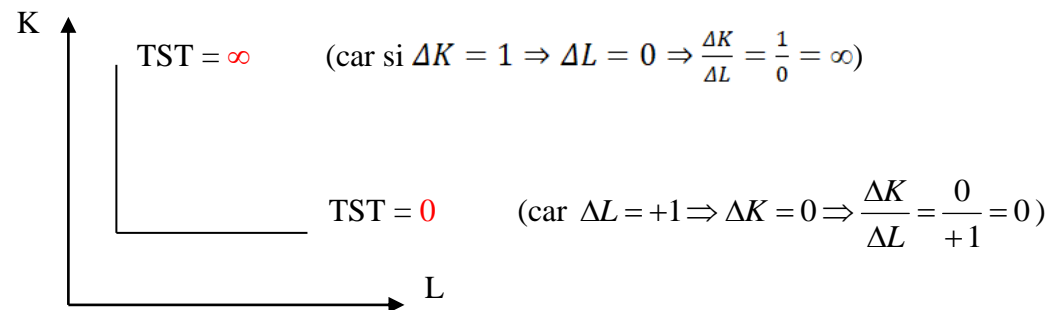 K
TST = ∞ (car si ΔK = 1 ⇒ ΔL = 0 ⇒ ΔK/ΔL = 1/0 = ∞)
TST = 0 (car ΔL = +1 ⇒ ΔK = 0 ⇒ ΔK/ΔL = 0/+1 = 0)
L